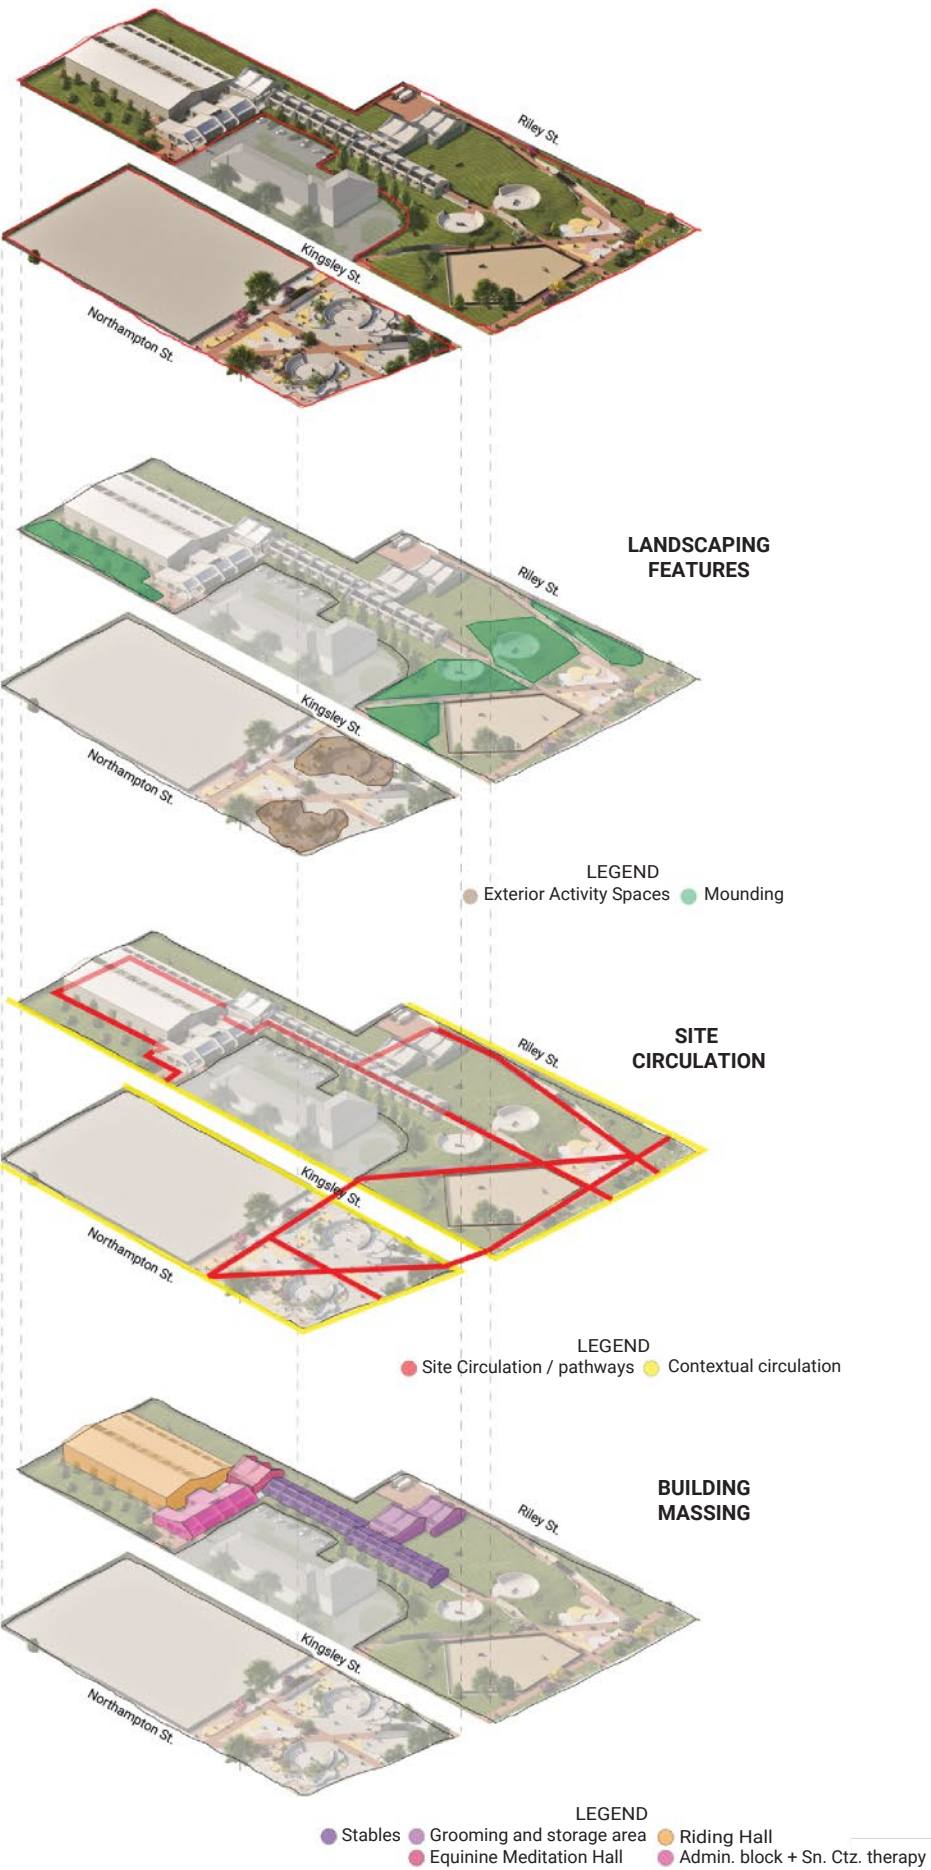 Riley St.
Kingsley St.
Northampton St.
LANDSCAPING
FEATURES
Riley St.
Kingsley St.
Northampton St.
LEGEND
Exterior Activity Spaces Mounding
SITE
CIRCULATION
Riley St.
Kingsley St.
Northampton St.
LEGEND
Site Circulation / pathways Contextual circulation
BUILDING
MASSING
Riley St.
Kingsley St.
Northampton St.
LEGEND
Stables Grooming and storage area Riding Hall
Equinine Meditation Hall Admin. block + Sn. Ctz. therapy